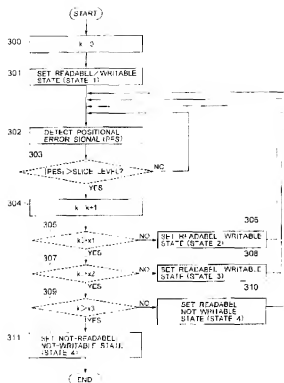 START
300
k 0
301
SET READABEL/WRITABLE
STATE (STATE 1)
302
DETECT POSITIONAL
ERROR SIGNAL (PES)
303
|PES| >SLICE LEVEL?
NO
YES
304
k k+1
305
k>x1
NO
306
SET READABEL WRITABLE
STATE (STATE 2)
YES
307
k>x2
NO
308
SET READABEL WRITABLE
STATE (STATE 3)
YES
309
k>x3
NO
310
SET READABEL
NOT WRITABLE
STATE (STATE 4)
YES
311
SET NOT-READABEL
NOT-WRITABLE STATE
(STATE 4)
END